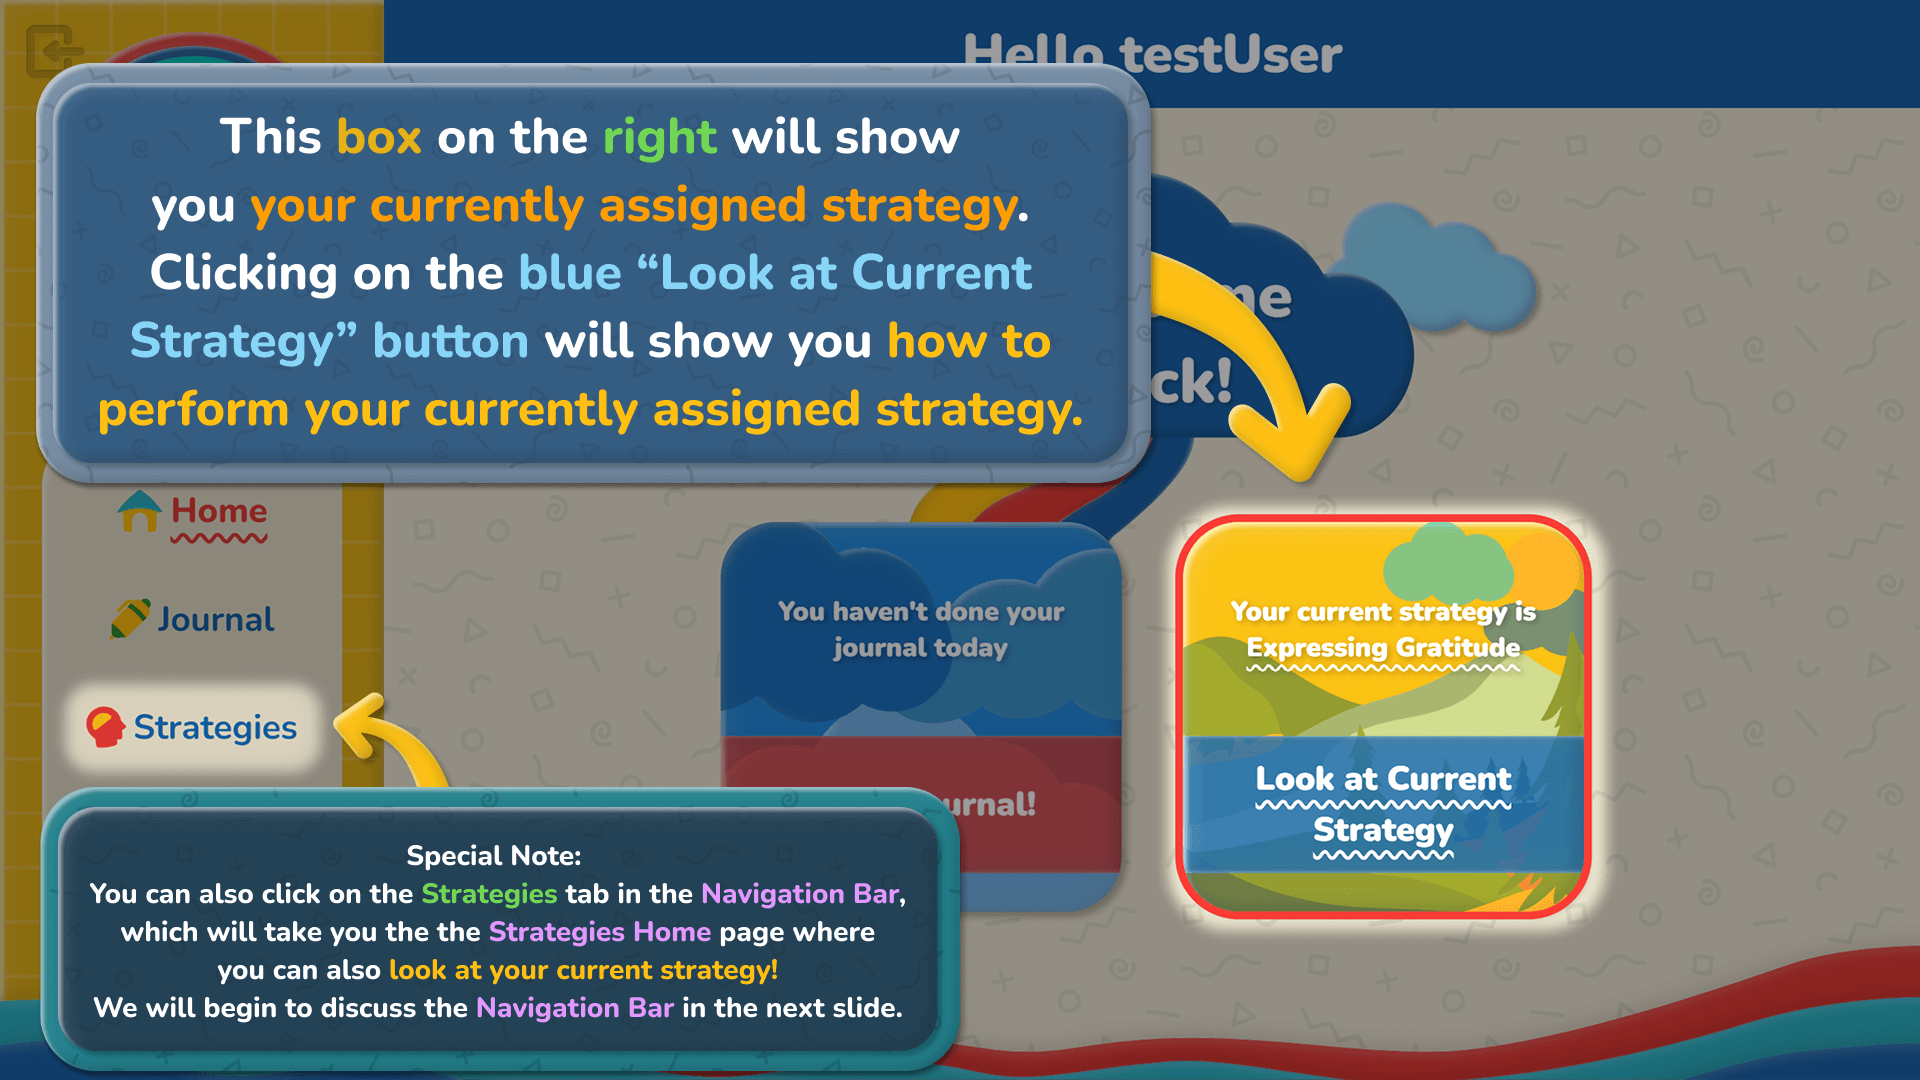 Hello testUser
This box on the right will show
you your currently assigned strategy.
Clicking on the blue “Look at Current
Strategy” button will show you how to
perform your currently assigned strategy.
ck!
Home
Journal
Strategies
You haven't done your
journal today
urnal!
Your current strategy is
Expressing Gratitude
Look at Current
Strategy
Special Note:
You can also click on the Strategies tab in the Navigation Bar,
which will take you the the Strategies Home page where
you can also look at your current strategy!
We will begin to discuss the Navigation Bar in the next slide.